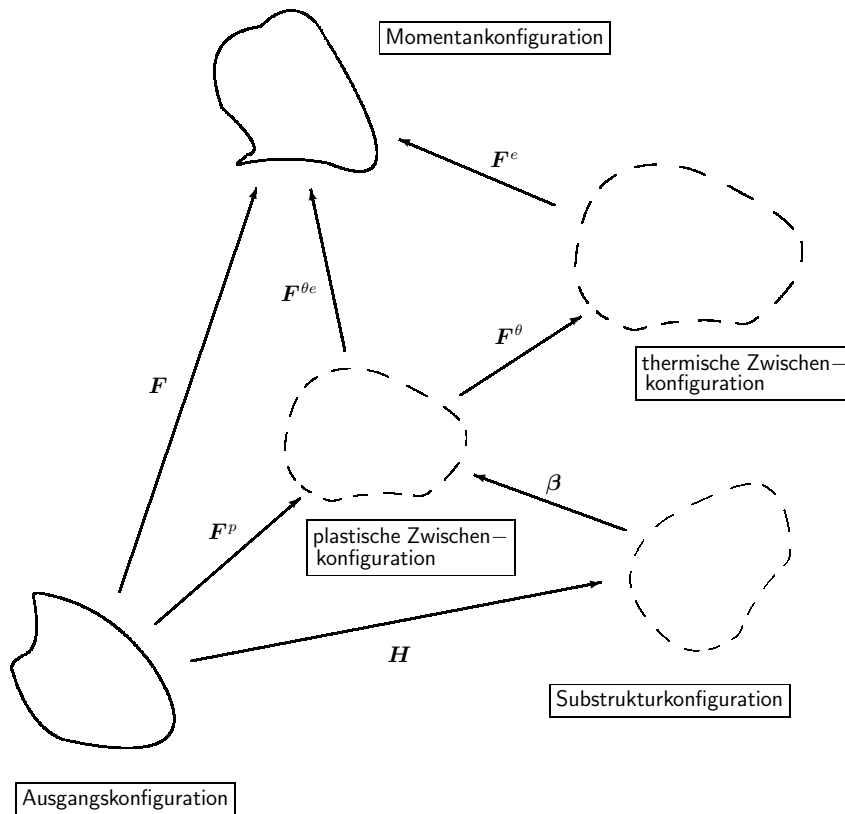 Momentankonfiguration
F^e
F^{θe}
F^θ
thermische Zwischen−
konfiguration
F
β
F^p
plastische Zwischen−
konfiguration
H
Substrukturkonfiguration
Ausgangskonfiguration